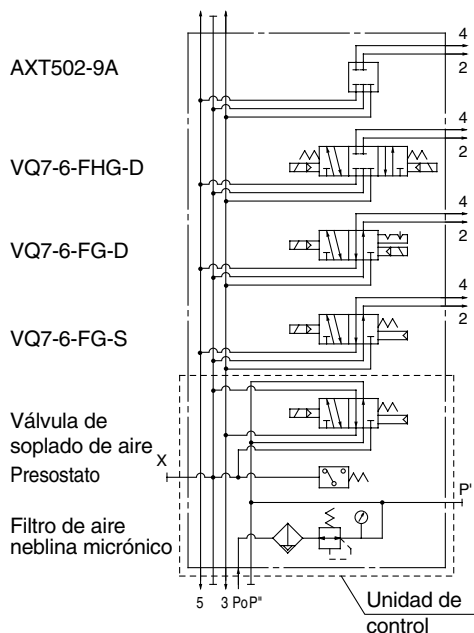 AXT502-9A
4
2
VQ7-6-FHG-D
4
2
VQ7-6-FG-D
4
2
VQ7-6-FG-S
4
2
Válvula de
soplado de aire
X
Presostato
P'
Filtro de aire
neblina micrónico
5 3 Po P"
Unidad de
control